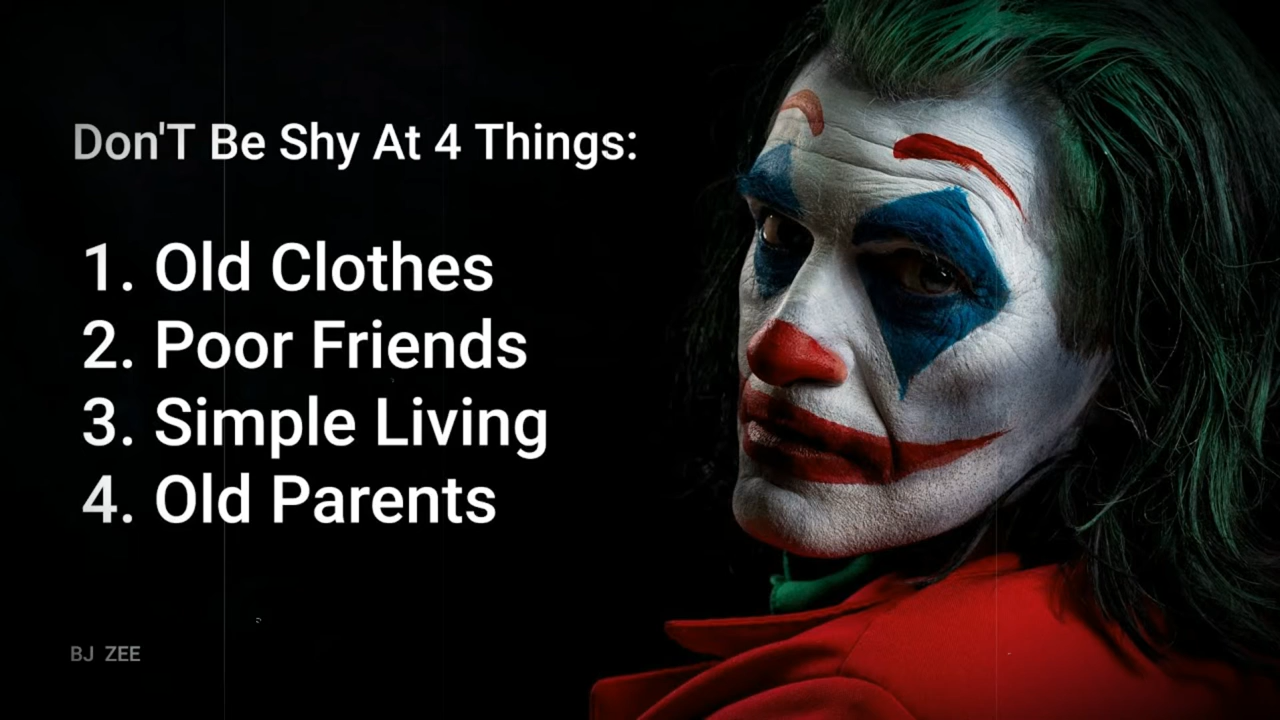 Don'T Be Shy At 4 Things:
1. Old Clothes
2. Poor Friends
3. Simple Living
4. Old Parents
BJ ZEE